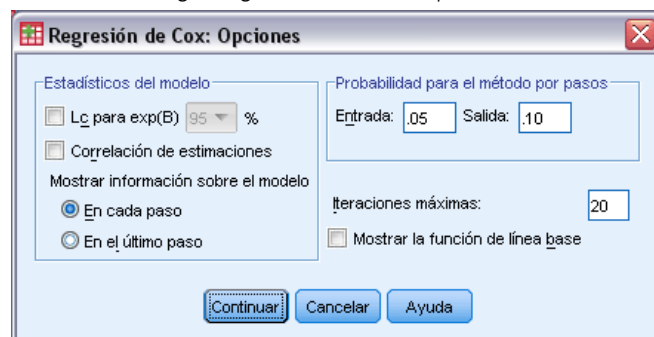 Regresión de Cox: Opciones
Estadísticos del modelo
Lc para exp(B) 95 %
Correlación de estimaciones
Mostrar información sobre el modelo
En cada paso
En el último paso
Probabilidad para el método por pasos
Entrada: .05 Salida: .10
Iteraciones máximas: 20
Mostrar la función de línea base
Continuar Cancelar Ayuda